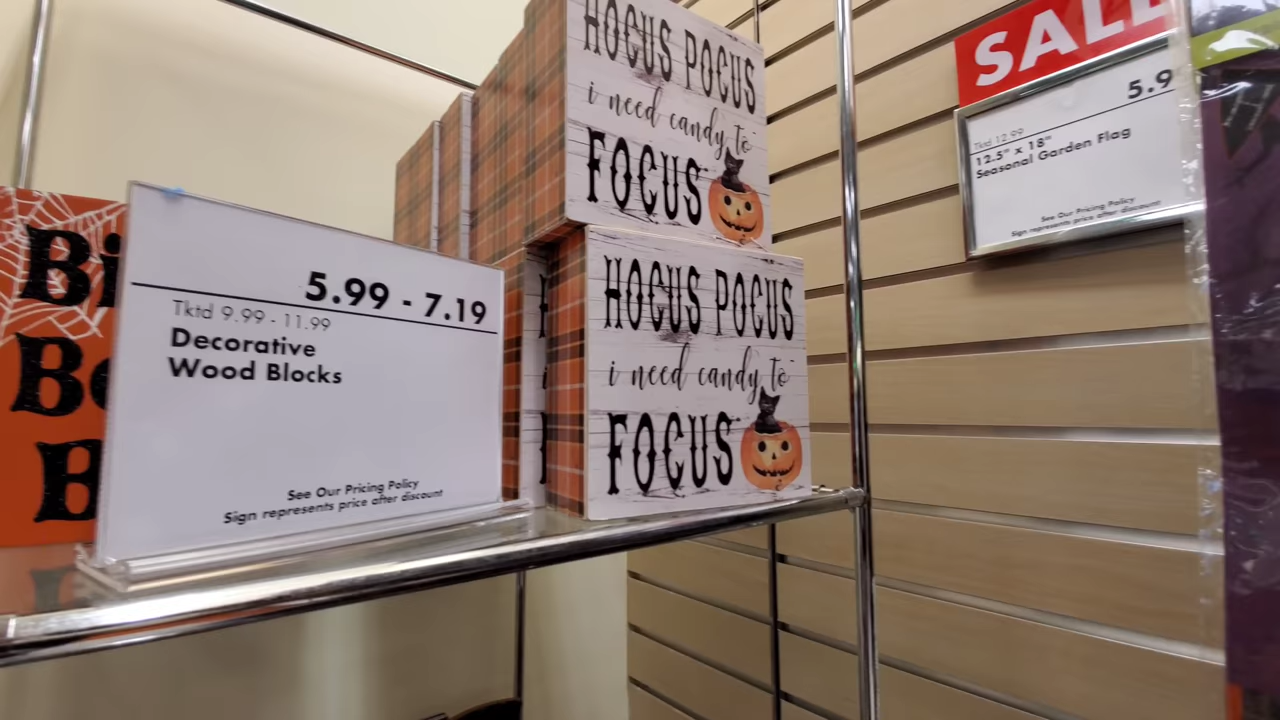 HOCUS POCUS
i need candy to
FOCUS
HOCUS POCUS
i need candy to
FOCUS
5.99 - 7.19
Tktd 9.99 - 11.99
Decorative
Wood Blocks
See Our Pricing Policy
Sign represents price after discount
SALE
5.9
Tktd 12.99
12.5" x 18"
Seasonal Garden Flag
See Our Pricing Policy
Sign represents price after discount